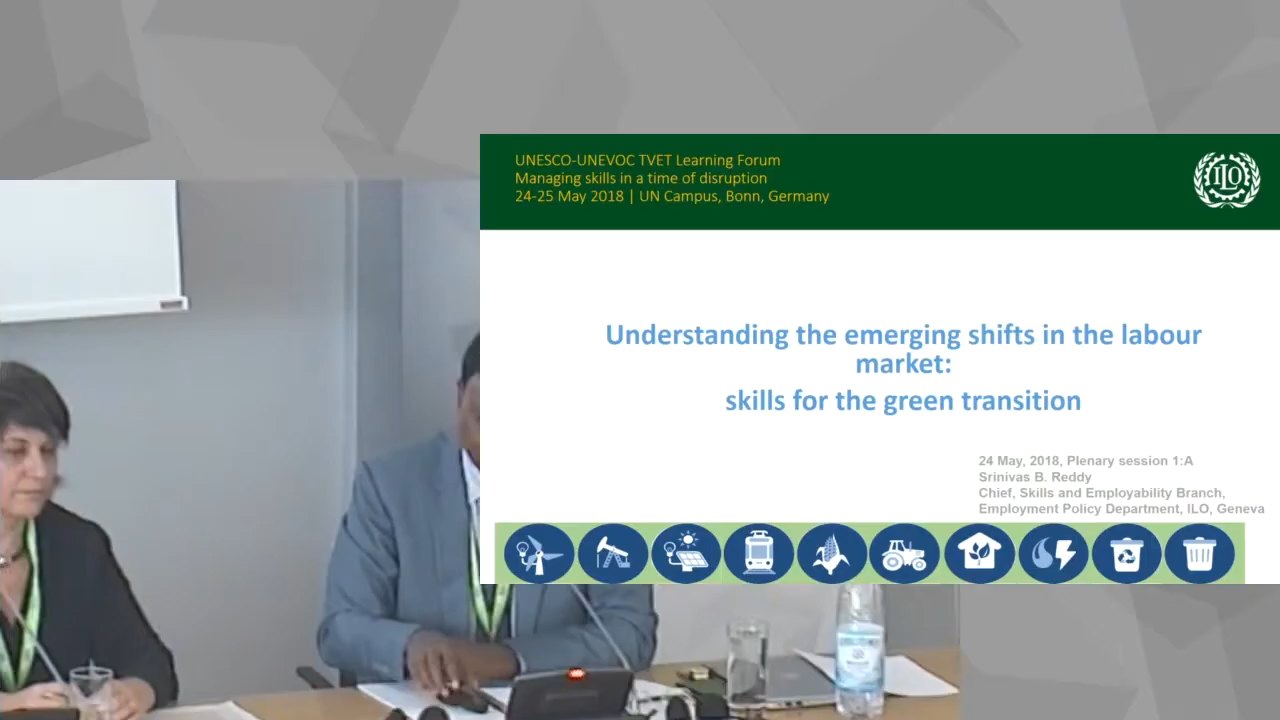 UNESCO-UNEVOC TVET Learning Forum
Managing skills in a time of disruption
24-25 May 2018 | UN Campus, Bonn, Germany
ILO
Understanding the emerging shifts in the labour
market:
skills for the green transition
24 May, 2018, Plenary session 1:A
Srinivas B. Reddy
Chief, Skills and Employability Branch,
Employment Policy Department, ILO, Geneva